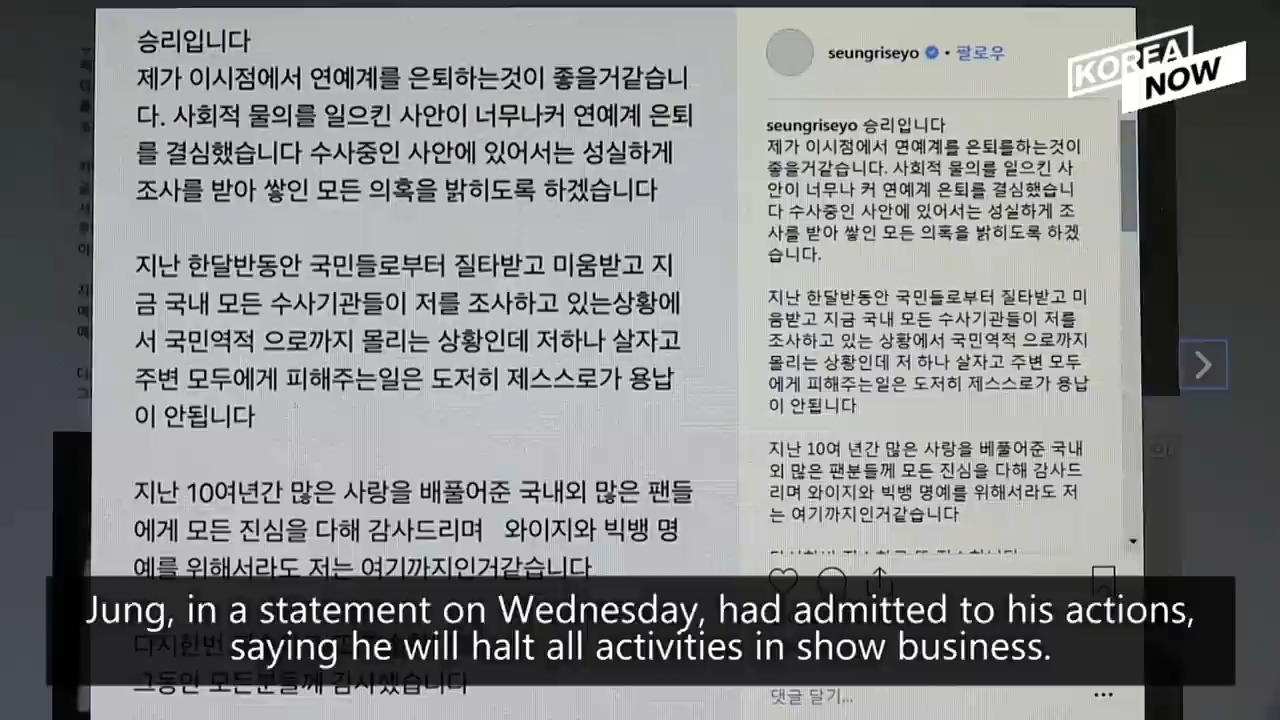 승리입니다
제가 이시점에서 연예계를 은퇴하는것이 좋을거같습니
다. 사회적 물의를 일으킨 사안이 너무나커 연예계 은퇴
를 결심했습니다 수사중인 사안에 있어서는 성실하게
조사를 받아 쌓인 모든 의혹을 밝히도록 하겠습니다
지난 한달반동안 국민들로부터 질타받고 미움받고 지
금 국내 모든 수사기관들이 저를 조사하고 있는상황에
서 국민역적 으로까지 몰리는 상황인데 저하나 살자고
주변 모두에게 피해주는일은 도저히 제스스로가 용납
이 안됩니다
지난 10여년간 많은 사랑을 배풀어준 국내외 많은 팬들
에게 모든 진심을 다해 감사드리며 와이지와 빅뱅 명
예를 위해서라도 저는 여기까지인거같습니다
다시한번
그동안 모든분들께 감사했습니다
seungriseyo • 팔로우
seungriseyo 승리입니다
제가 이시점에서 연예계를 은퇴를하는것이
좋을거같습니다. 사회적 물의를 일으킨 사
안이 너무나 커 연예계 은퇴를 결심했습니
다 수사중인 사안에 있어서는 성실하게 조
사를 받아 쌓인 모든 의혹을 밝히도록 하겠
습니다.
지난 한달반동안 국민들로부터 질타받고 미
움받고 지금 국내 모든 수사기관들이 저를
조사하고 있는 상황에서 국민역적으로까지
몰리는 상황인데 저 하나 살자고 주변 모두
에게 피해주는일은 도저히 제스스로가 용납
이 안됩니다
지난 10여 년간 많은 사랑을 베풀어준 국내
외 많은 팬분들께 모든 진심을 다해 감사드
리며 와이지와 빅뱅 명예를 위해서라도 저
는 여기까지인거같습니다
댓글 달기...
KOREA
NOW
Jung, in a statement on Wednesday, had admitted to his actions,
saying he will halt all activities in show business.